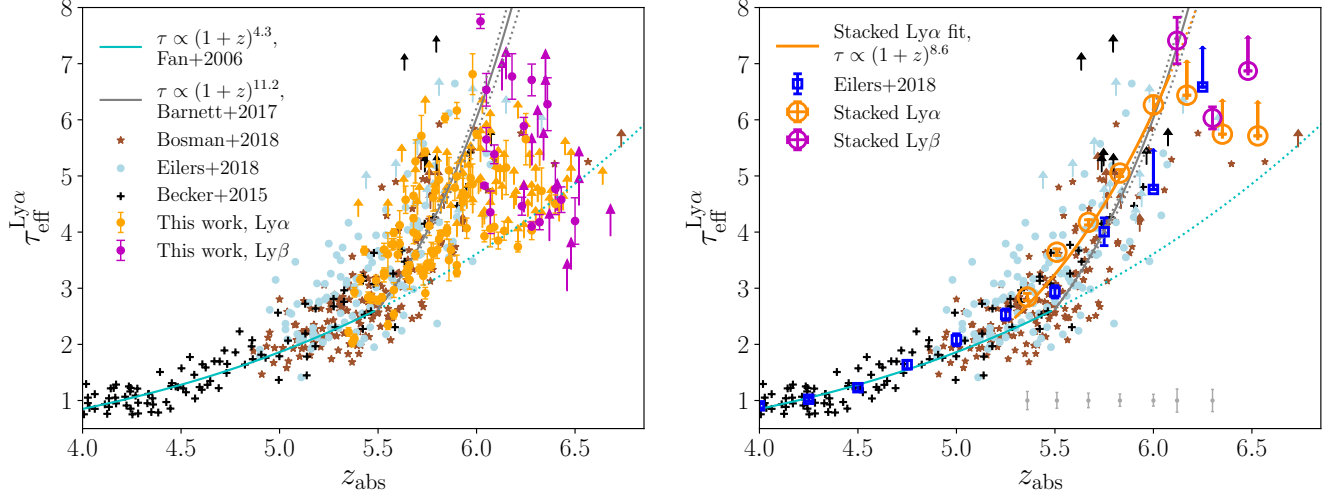 8
7
6
5
4
3
2
1
τ_eff^Lyα
4.0 4.5 5.0 5.5 6.0 6.5
z_abs
τ ∝ (1 + z)^4.3,
Fan+2006
τ ∝ (1 + z)^11.2,
Barnett+2017
Bosman+2018
Eilers+2018
Becker+2015
This work, Lyα
This work, Lyβ
8
7
6
5
4
3
2
1
τ_eff^Lyα
4.0 4.5 5.0 5.5 6.0 6.5
z_abs
Stacked Lyα fit,
τ ∝ (1 + z)^8.6
Eilers+2018
Stacked Lyα
Stacked Lyβ